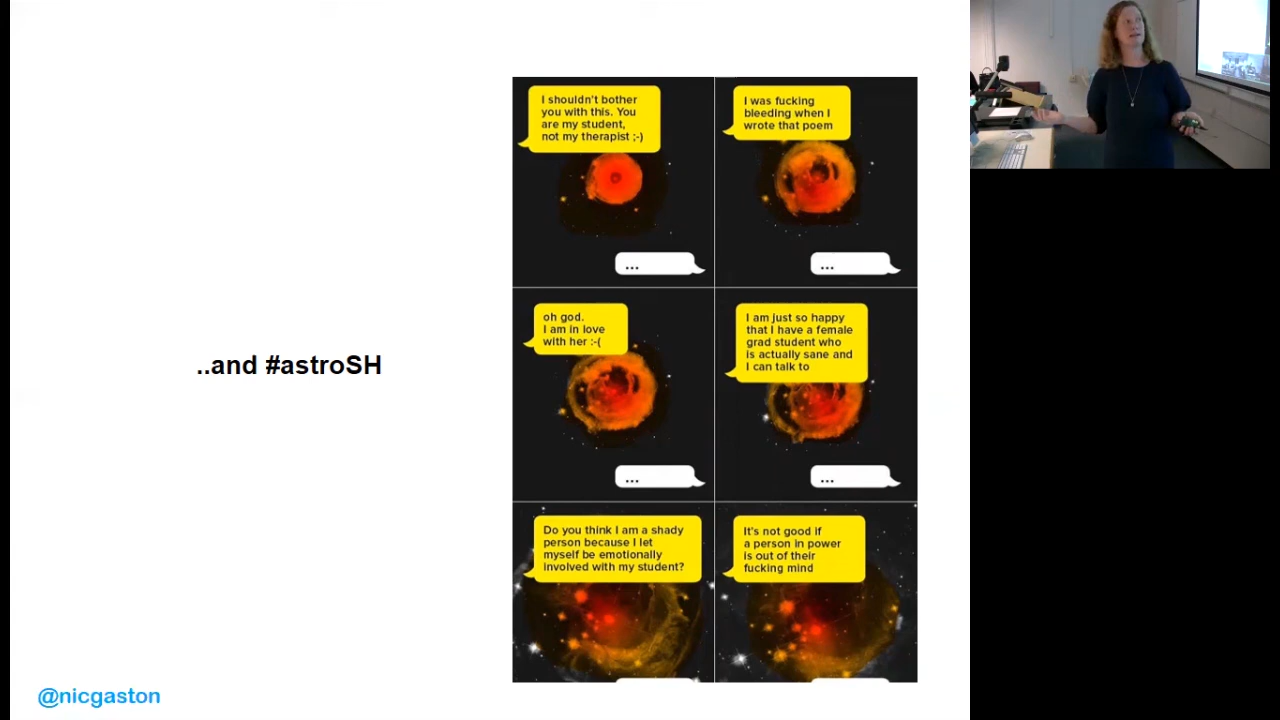 I shouldn't bother
you with this. You
are my student,
not my therapist ;-)
...
I was fucking
bleeding when I
wrote that poem
...
oh god.
I am in love
with her :-(
...
I am just so happy
that I have a female
grad student who
is actually sane and
I can talk to
...
Do you think I am a shady
person because I let
myself be emotionally
involved with my student?
It's not good if
a person in power
is out of their
fucking mind
..and #astroSH
@nicgaston